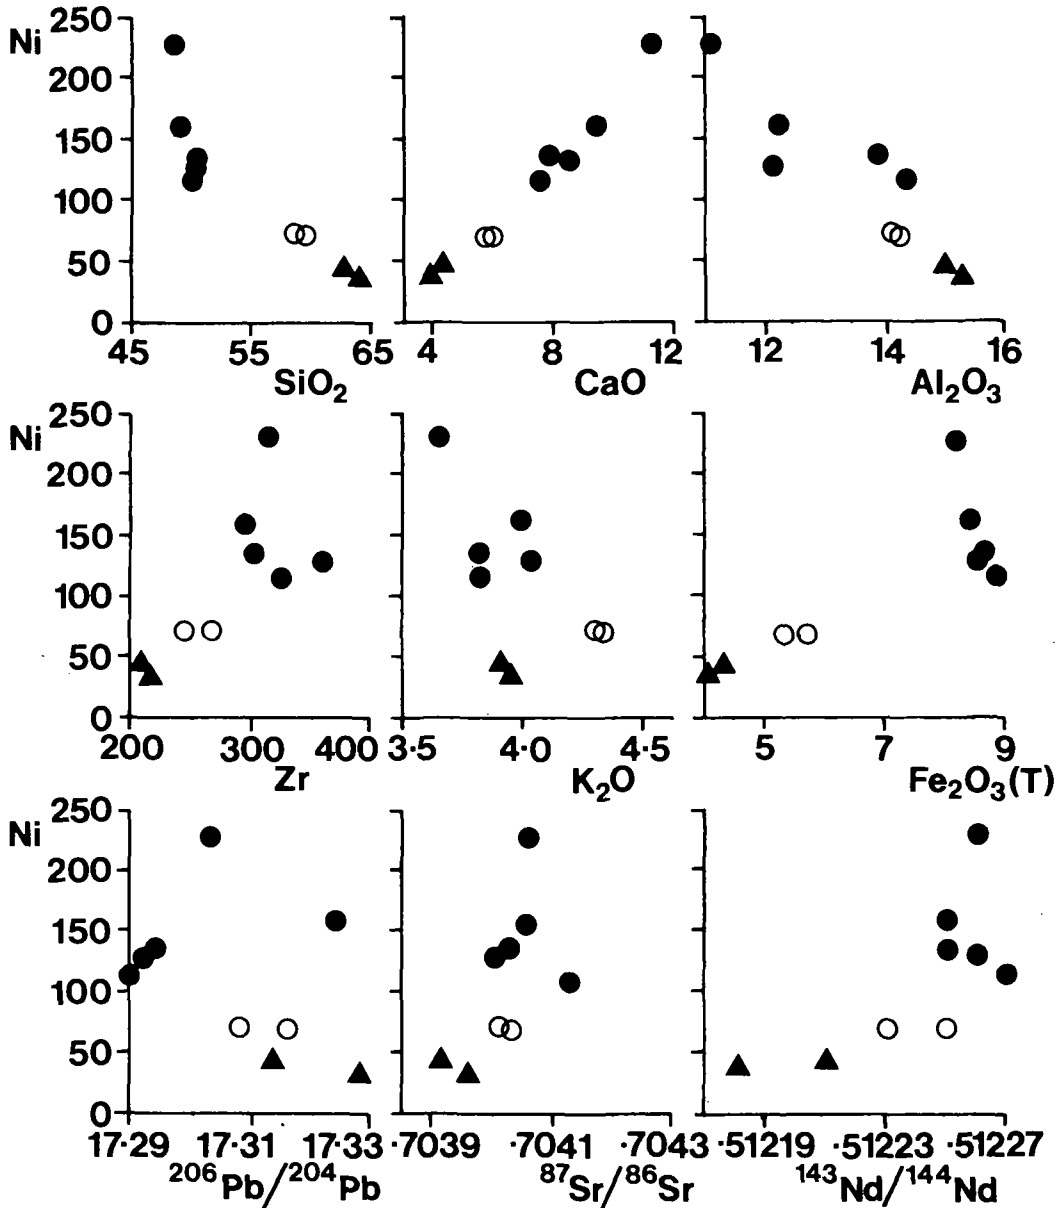 Ni 250
200
150
100
50
0
45 55 65
SiO₂
4 8 12
CaO
12 14 16
Al₂O₃
Ni 250
200
150
100
50
0
200 300 400
Zr
3·5 4·0 4·5
K₂O
5 7 9
Fe₂O₃(T)
Ni 250
200
150
100
50
0
17·29 17·31 17·33
²⁰⁶Pb/²⁰⁴Pb
·7039 ·7041 ·7043
⁸⁷Sr/⁸⁶Sr
·51219 ·51223 ·51227
¹⁴³Nd/¹⁴⁴Nd